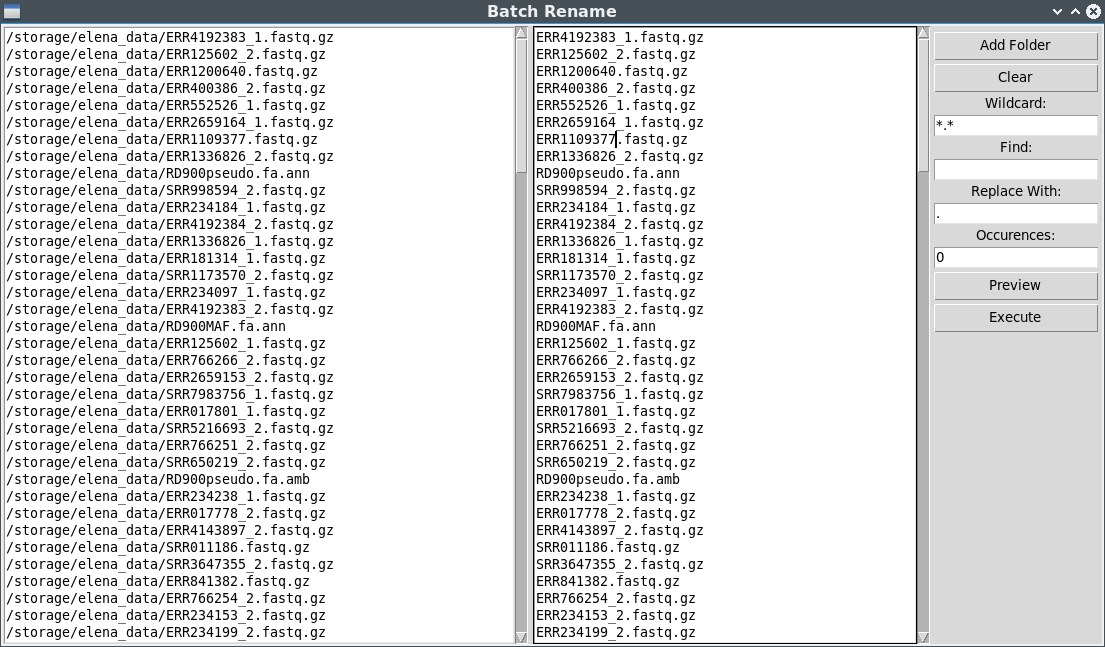 Batch Rename
/storage/elena_data/ERR4192383_1.fastq.gz
/storage/elena_data/ERR125602_2.fastq.gz
/storage/elena_data/ERR1200640.fastq.gz
/storage/elena_data/ERR400386_2.fastq.gz
/storage/elena_data/ERR552526_1.fastq.gz
/storage/elena_data/ERR2659164_1.fastq.gz
/storage/elena_data/ERR1109377.fastq.gz
/storage/elena_data/ERR1336826_2.fastq.gz
/storage/elena_data/RD900pseudo.fa.ann
/storage/elena_data/SRR998594_2.fastq.gz
/storage/elena_data/ERR234184_1.fastq.gz
/storage/elena_data/ERR4192384_2.fastq.gz
/storage/elena_data/ERR1336826_1.fastq.gz
/storage/elena_data/ERR181314_1.fastq.gz
/storage/elena_data/SRR1173570_2.fastq.gz
/storage/elena_data/ERR234097_1.fastq.gz
/storage/elena_data/ERR4192383_2.fastq.gz
/storage/elena_data/RD900MAF.fa.ann
/storage/elena_data/ERR125602_1.fastq.gz
/storage/elena_data/ERR766266_2.fastq.gz
/storage/elena_data/ERR2659153_2.fastq.gz
/storage/elena_data/SRR7983756_1.fastq.gz
/storage/elena_data/ERR017801_1.fastq.gz
/storage/elena_data/SRR5216693_2.fastq.gz
/storage/elena_data/ERR766251_2.fastq.gz
/storage/elena_data/SRR650219_2.fastq.gz
/storage/elena_data/RD900pseudo.fa.amb
/storage/elena_data/ERR234238_1.fastq.gz
/storage/elena_data/ERR017778_2.fastq.gz
/storage/elena_data/ERR4143897_2.fastq.gz
/storage/elena_data/SRR011186.fastq.gz
/storage/elena_data/SRR3647355_2.fastq.gz
/storage/elena_data/ERR841382.fastq.gz
/storage/elena_data/ERR766254_2.fastq.gz
/storage/elena_data/ERR234153_2.fastq.gz
/storage/elena_data/ERR234199_2.fastq.gz
ERR4192383_1.fastq.gz
ERR125602_2.fastq.gz
ERR1200640.fastq.gz
ERR400386_2.fastq.gz
ERR552526_1.fastq.gz
ERR2659164_1.fastq.gz
ERR1109377.fastq.gz
ERR1336826_2.fastq.gz
RD900pseudo.fa.ann
SRR998594_2.fastq.gz
ERR234184_1.fastq.gz
ERR4192384_2.fastq.gz
ERR1336826_1.fastq.gz
ERR181314_1.fastq.gz
SRR1173570_2.fastq.gz
ERR234097_1.fastq.gz
ERR4192383_2.fastq.gz
RD900MAF.fa.ann
ERR125602_1.fastq.gz
ERR766266_2.fastq.gz
ERR2659153_2.fastq.gz
SRR7983756_1.fastq.gz
ERR017801_1.fastq.gz
SRR5216693_2.fastq.gz
ERR766251_2.fastq.gz
SRR650219_2.fastq.gz
RD900pseudo.fa.amb
ERR234238_1.fastq.gz
ERR017778_2.fastq.gz
ERR4143897_2.fastq.gz
SRR011186.fastq.gz
SRR3647355_2.fastq.gz
ERR841382.fastq.gz
ERR766254_2.fastq.gz
ERR234153_2.fastq.gz
ERR234199_2.fastq.gz
Add Folder
Clear
Wildcard:
*.*
Find:
Replace With:
.
Occurences:
0
Preview
Execute